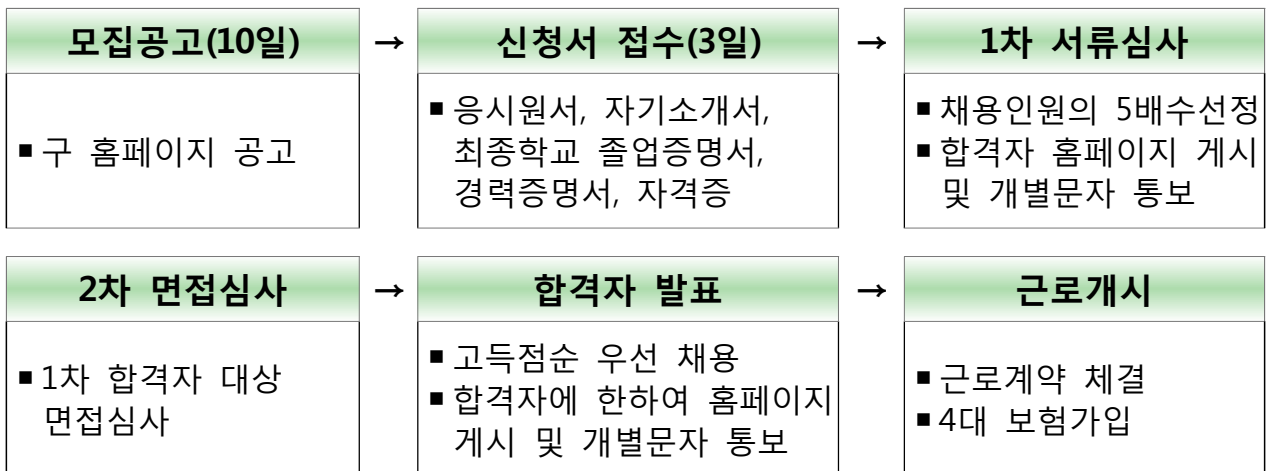 모집공고(10일) → 신청서 접수(3일) → 1차 서류심사
▪ 구 홈페이지 공고
▪ 응시원서, 자기소개서,
최종학교 졸업증명서,
경력증명서, 자격증
▪ 채용인원의 5배수선정
▪ 합격자 홈페이지 게시
및 개별문자 통보
2차 면접심사 → 합격자 발표 → 근로개시
▪ 1차 합격자 대상
면접심사
▪ 고득점순 우선 채용
▪ 합격자에 한하여 홈페이지
게시 및 개별문자 통보
▪ 근로계약 체결
▪ 4대 보험가입